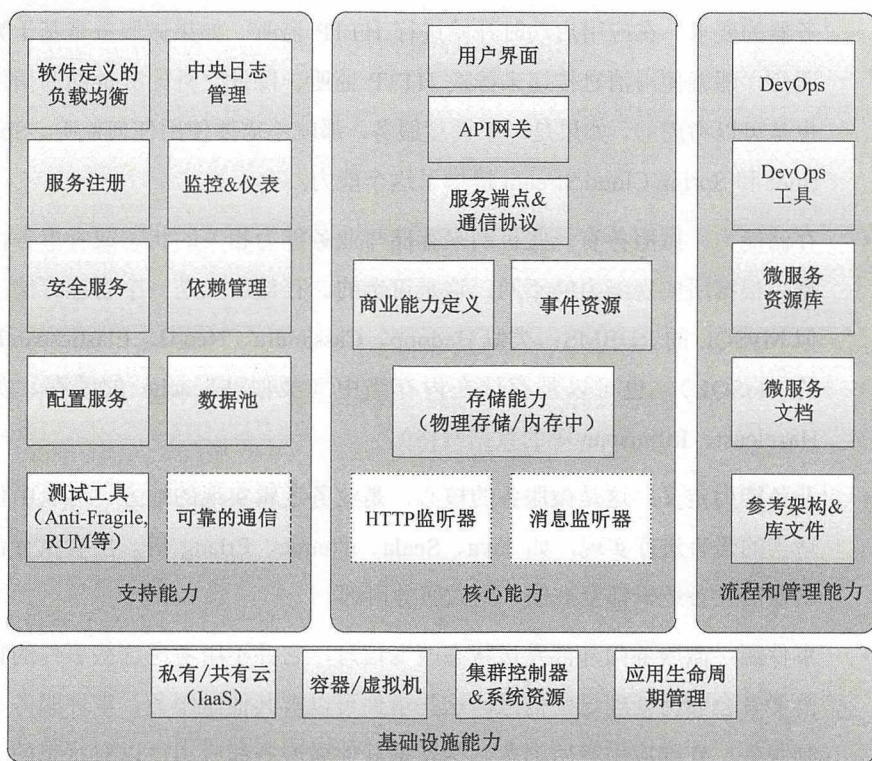 软件定义的
负载均衡
中央日志
管理
服务注册
监控&仪表
安全服务
依赖管理
配置服务
数据池
测试工具
(Anti-Fragile,
RUM等)
可靠的通信
支持能力
用户界面
API网关
服务端点&
通信协议
商业能力定义
事件资源
存储能力
(物理存储/内存中)
HTTP监听器
消息监听器
核心能力
DevOps
DevOps
工具
微服务
资源库
微服务
文档
参考架构&
库文件
流程和管理能力
私有/共有云
(IaaS)
容器/虚拟机
集群控制器
&系统资源
应用生命周
期管理
基础设施能力